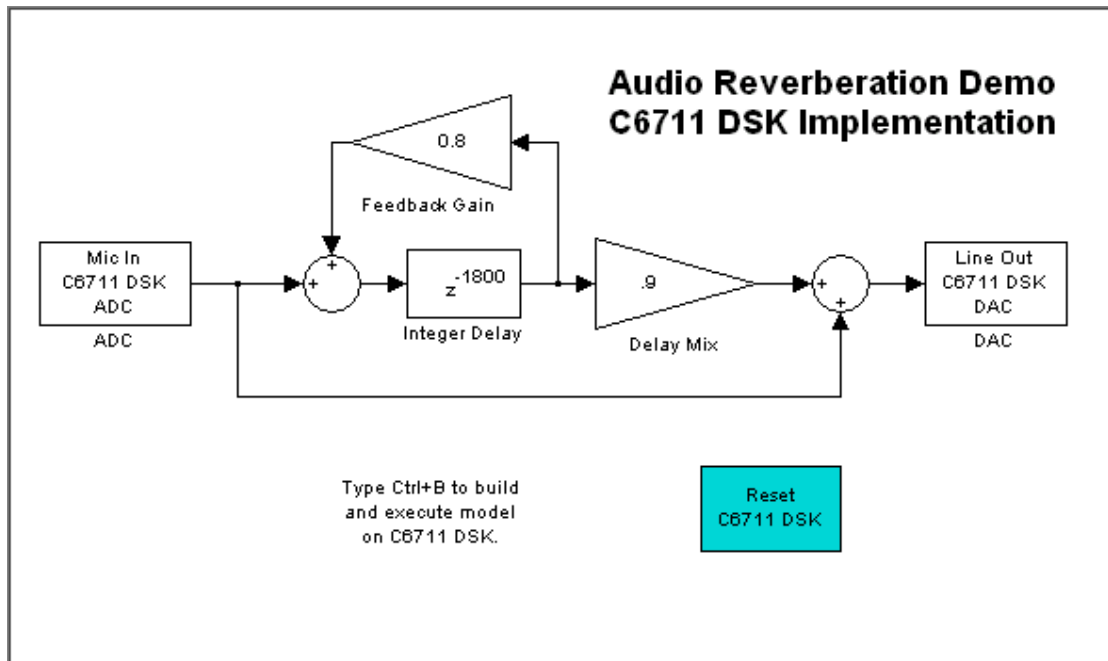 Audio Reverberation Demo
C6711 DSK Implementation
0.8
Feedback Gain
+
Mic In
C6711 DSK
ADC
ADC
+
z-1800
Integer Delay
.9
Delay Mix
+
+
Line Out
C6711 DSK
DAC
DAC
Type Ctrl+B to build
and execute model
on C6711 DSK.
Reset
C6711 DSK